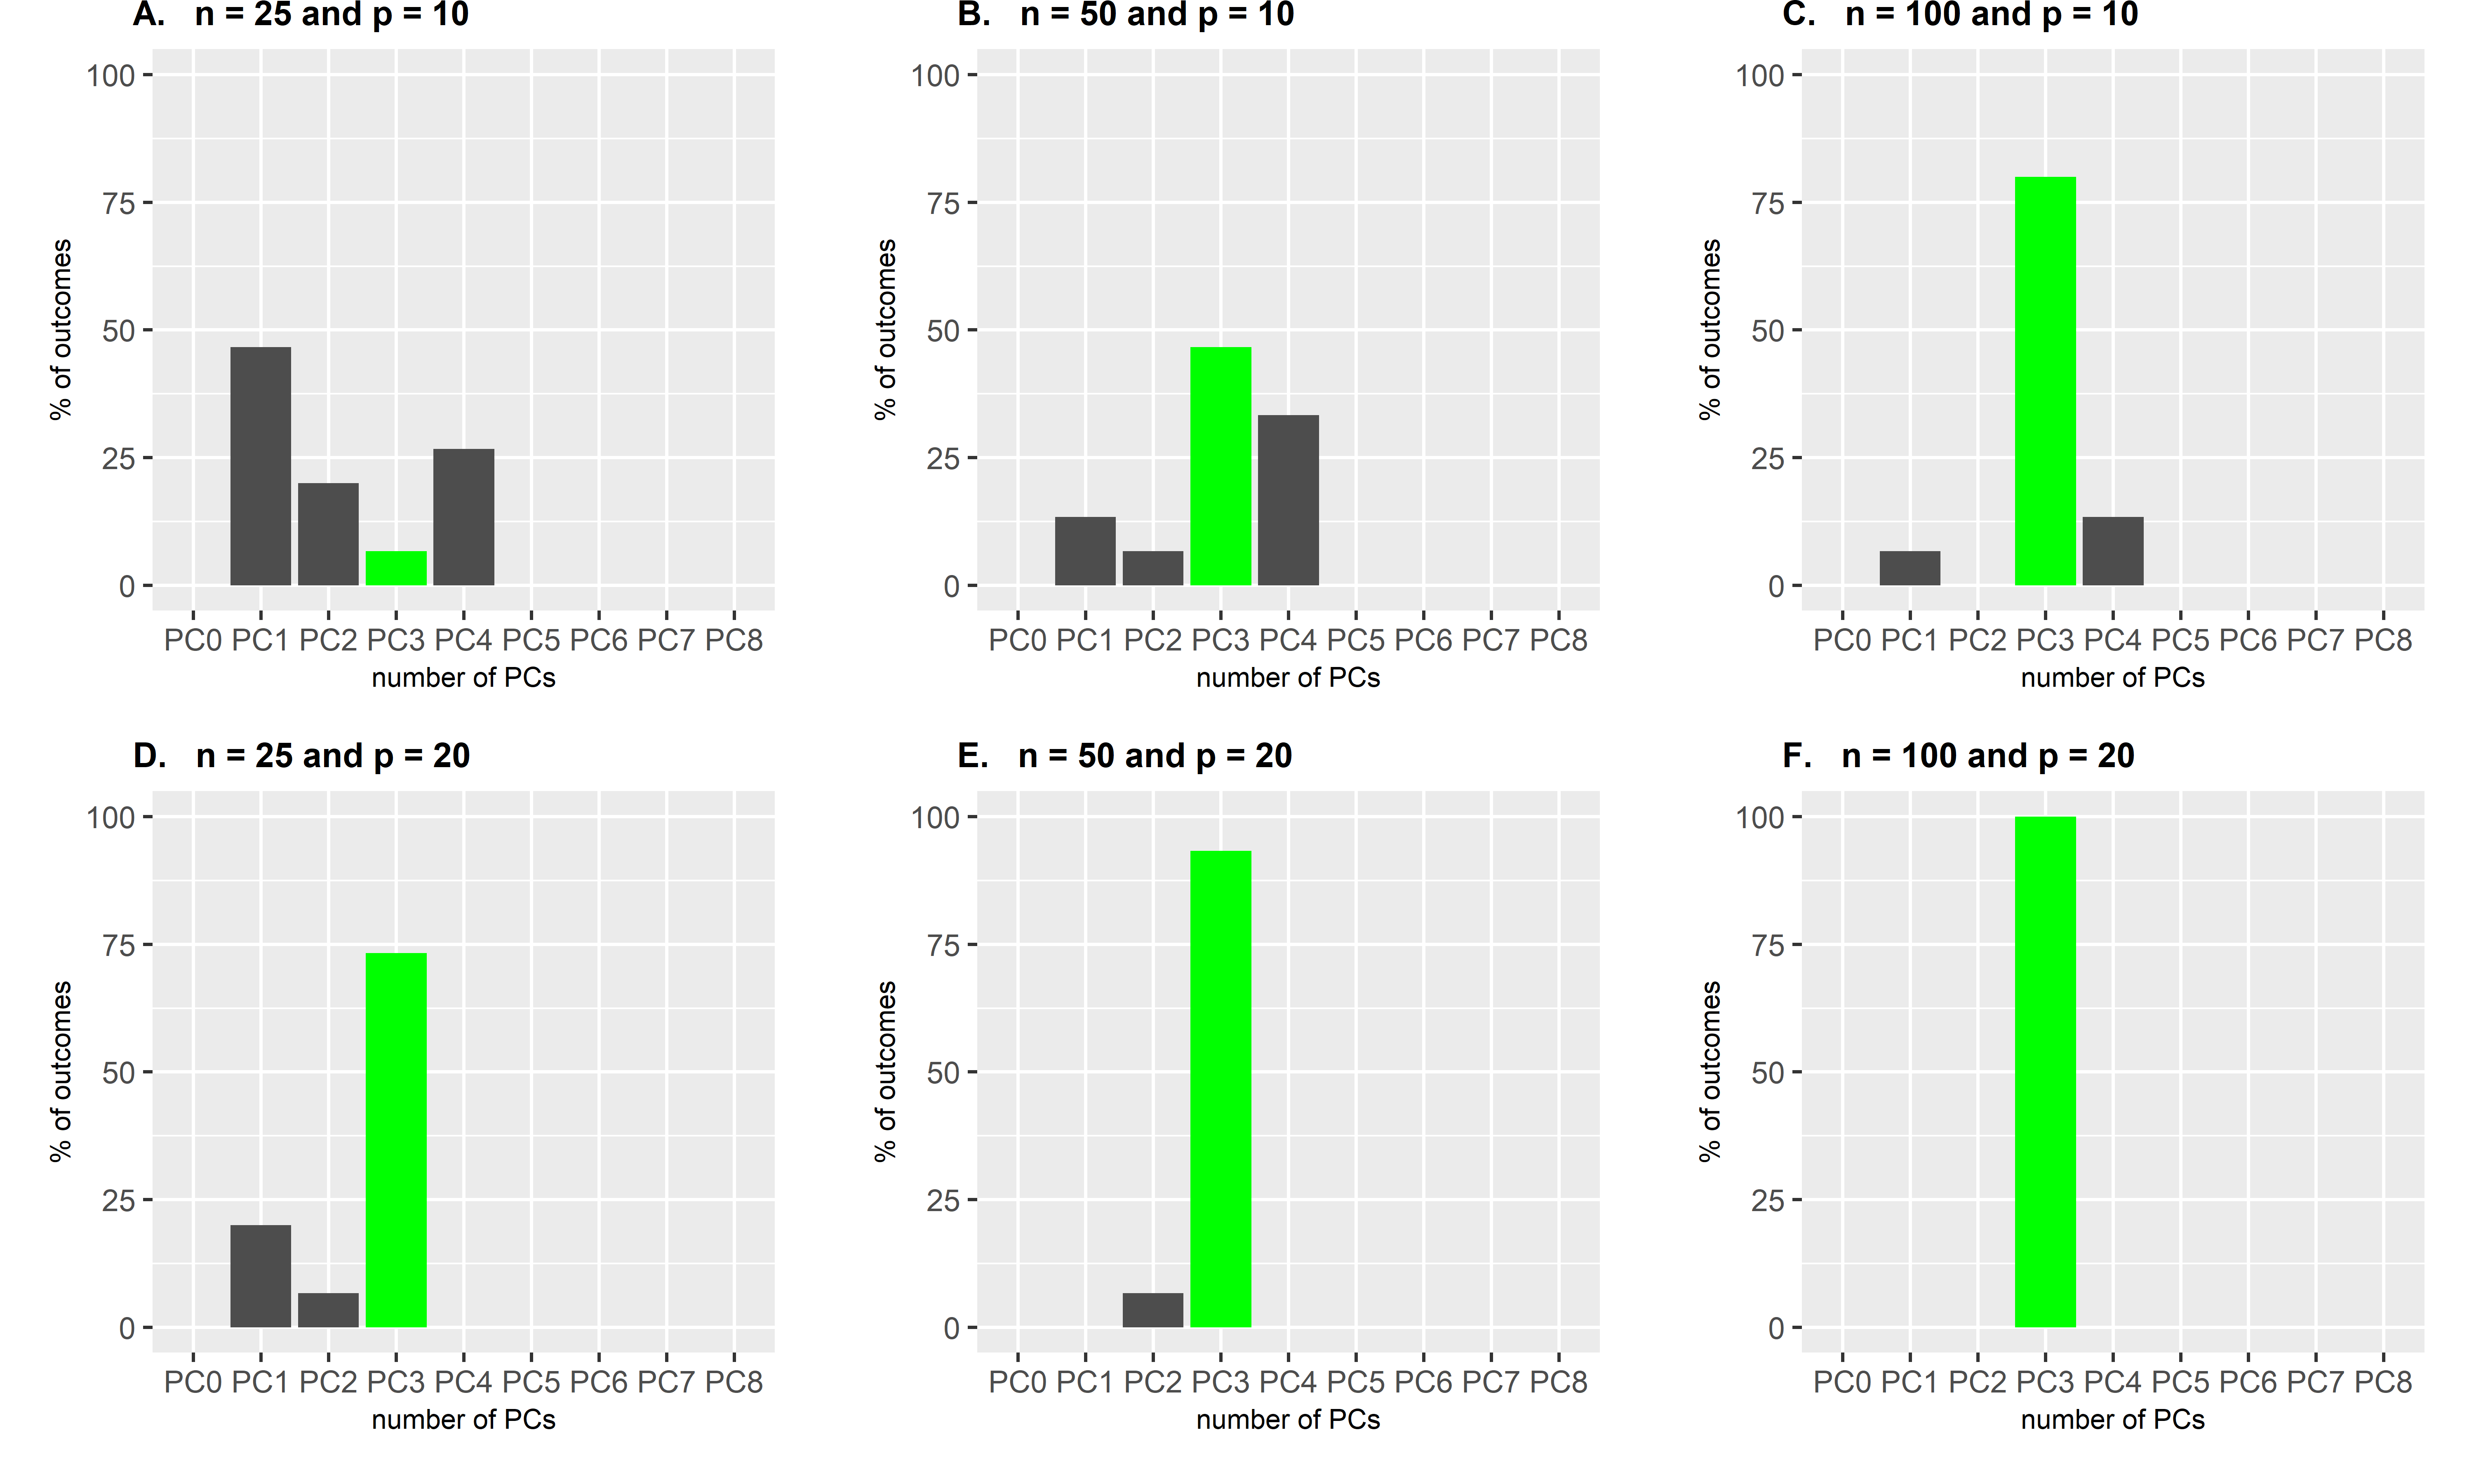 A. n = 25 and p = 10
100
75
50
25
0
% of outcomes
PC0 PC1 PC2 PC3 PC4 PC5 PC6 PC7 PC8
number of PCs
B. n = 50 and p = 10
100
75
50
25
0
% of outcomes
PC0 PC1 PC2 PC3 PC4 PC5 PC6 PC7 PC8
number of PCs
C. n = 100 and p = 10
100
75
50
25
0
% of outcomes
PC0 PC1 PC2 PC3 PC4 PC5 PC6 PC7 PC8
number of PCs
D. n = 25 and p = 20
100
75
50
25
0
% of outcomes
PC0 PC1 PC2 PC3 PC4 PC5 PC6 PC7 PC8
number of PCs
E. n = 50 and p = 20
100
75
50
25
0
% of outcomes
PC0 PC1 PC2 PC3 PC4 PC5 PC6 PC7 PC8
number of PCs
F. n = 100 and p = 20
100
75
50
25
0
% of outcomes
PC0 PC1 PC2 PC3 PC4 PC5 PC6 PC7 PC8
number of PCs